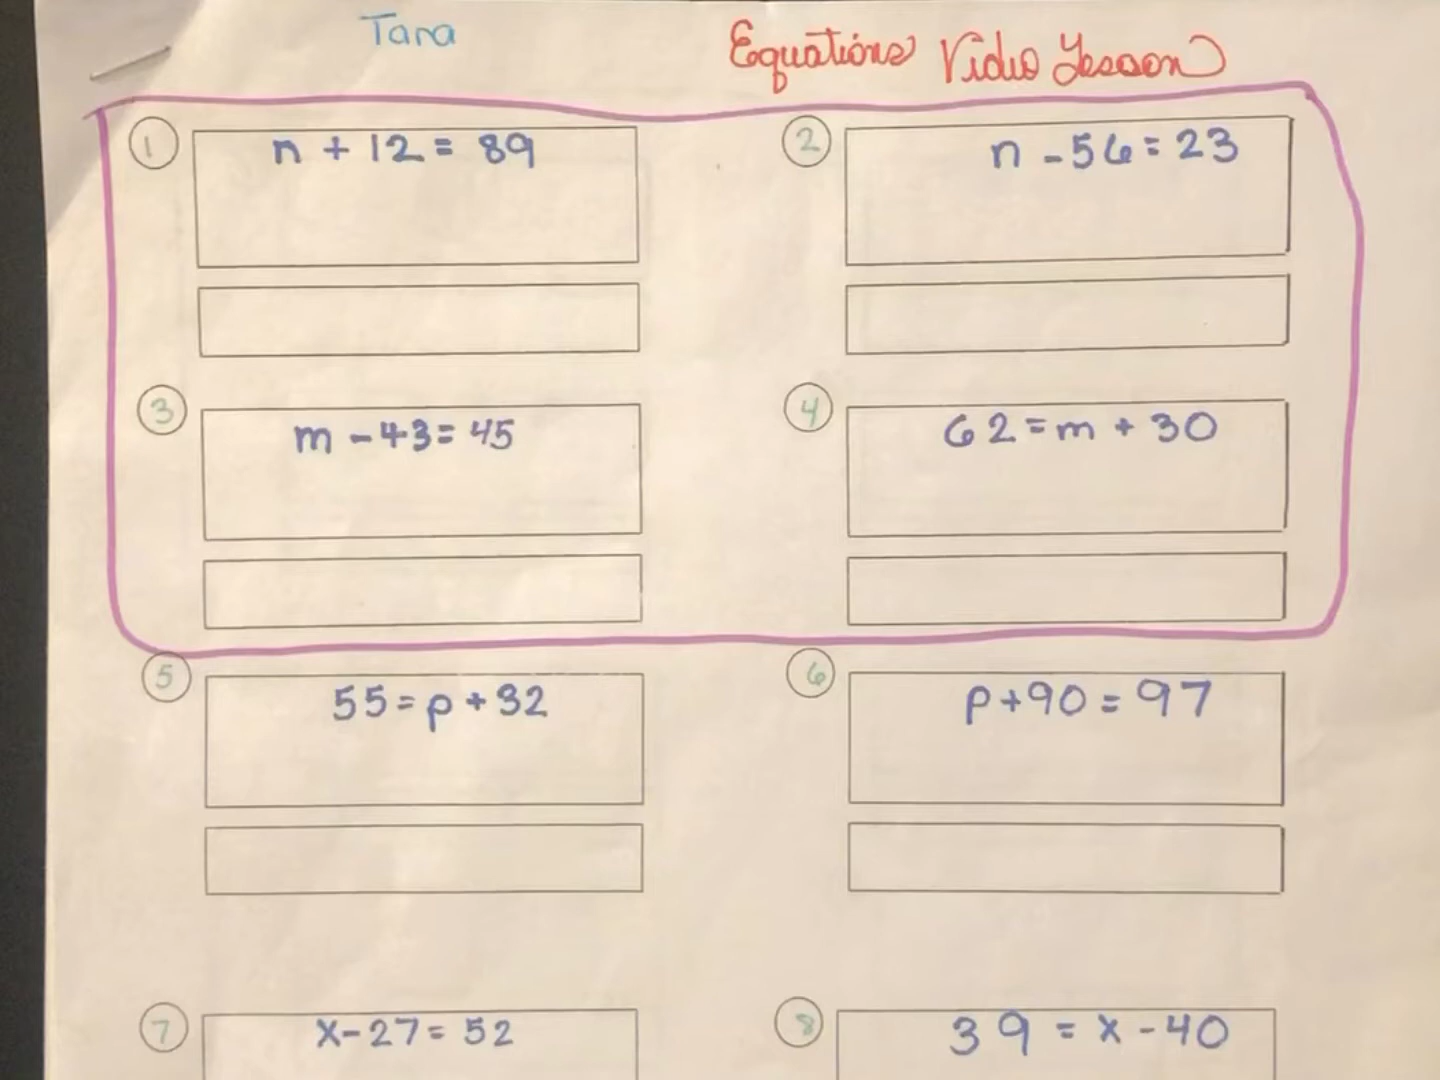 Tara
Equations Video Lesson
1 n + 12 = 89
2 n - 56 = 23
3 m - 43 = 45
4 62 = m + 30
5 55 = p + 32
6 p + 90 = 97
7 x - 27 = 52
8 39 = x - 40